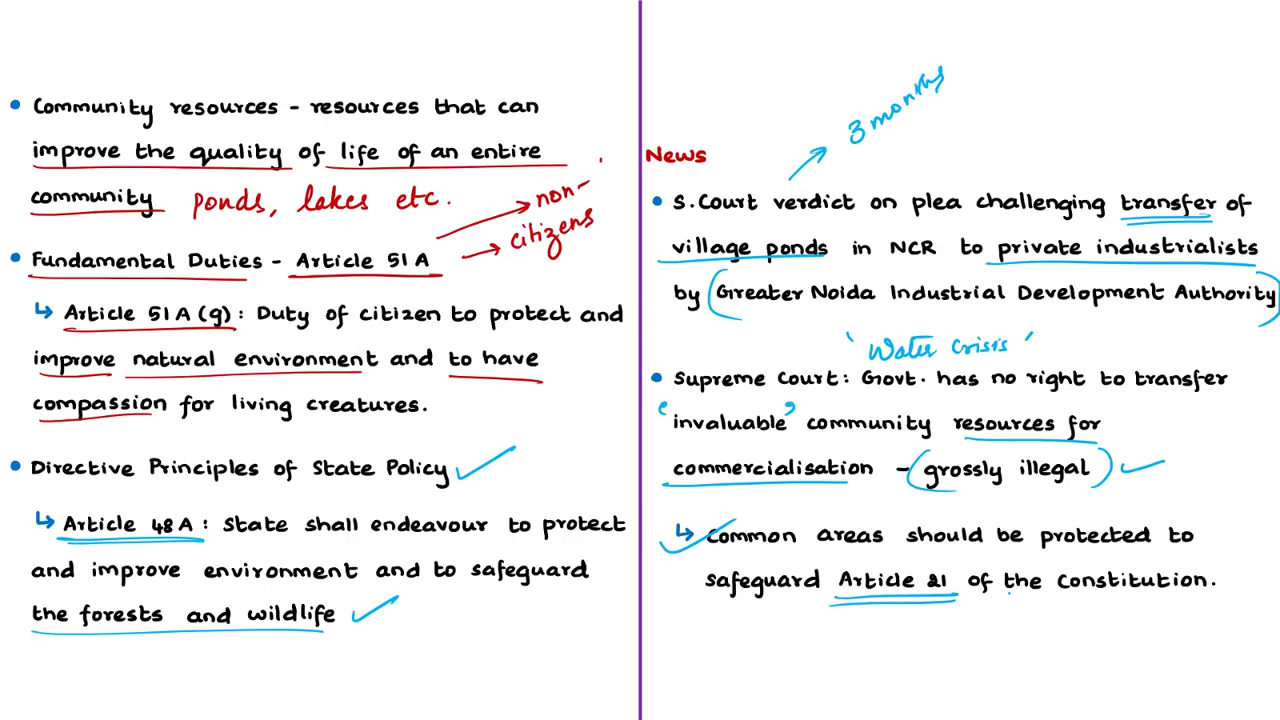 • Community resources - resources that can
improve the quality of life of an entire
community ponds, lakes etc.
non-
citizens
• Fundamental Duties - Article 51A
↳ Article 51A (g) : Duty of citizen to protect and
improve natural environment and to have
compassion for living creatures.
• Directive Principles of State Policy
↳ Article 48A : State shall endeavour to protect
and improve environment and to safeguard
the forests and wildlife
3 months
News
• S. Court verdict on plea challenging transfer of
village ponds in NCR to private industrialists
by (Greater Noida Industrial Development Authority)
'Water Crisis'
• Supreme Court: Govt. has no right to transfer
'invaluable' community resources for
commercialisation - (grossly illegal)
↳ Common areas should be protected to
safeguard Article 21 of the Constitution.